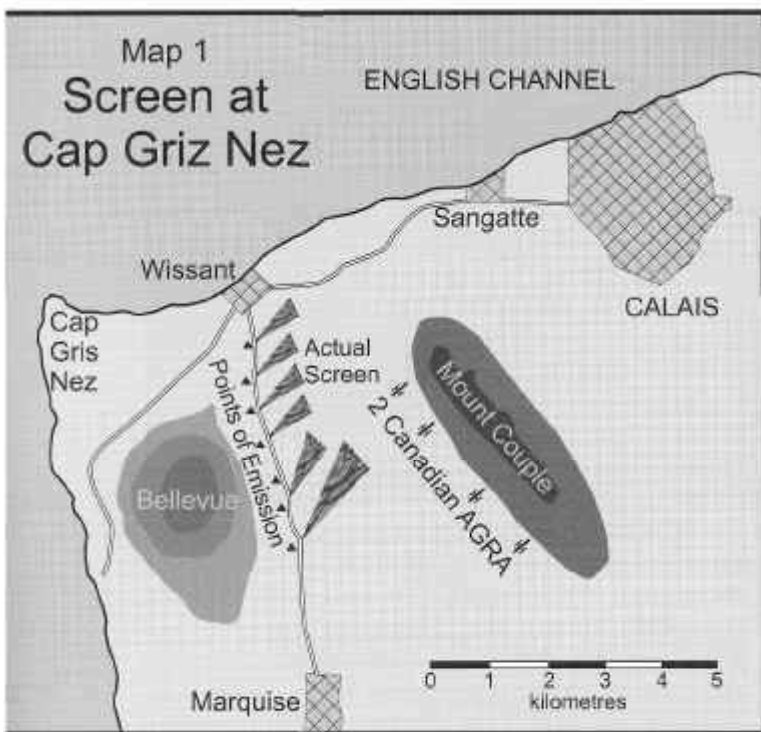 Map 1
Screen at
Cap Griz Nez
ENGLISH CHANNEL
Sangatte
Wissant
CALAIS
Cap
Gris
Nez
Actual
Screen
Points of Emission
Mount Couple
2 Canadian AGRA
Bellevue
Marquise
0 1 2 3 4 5
kilometres